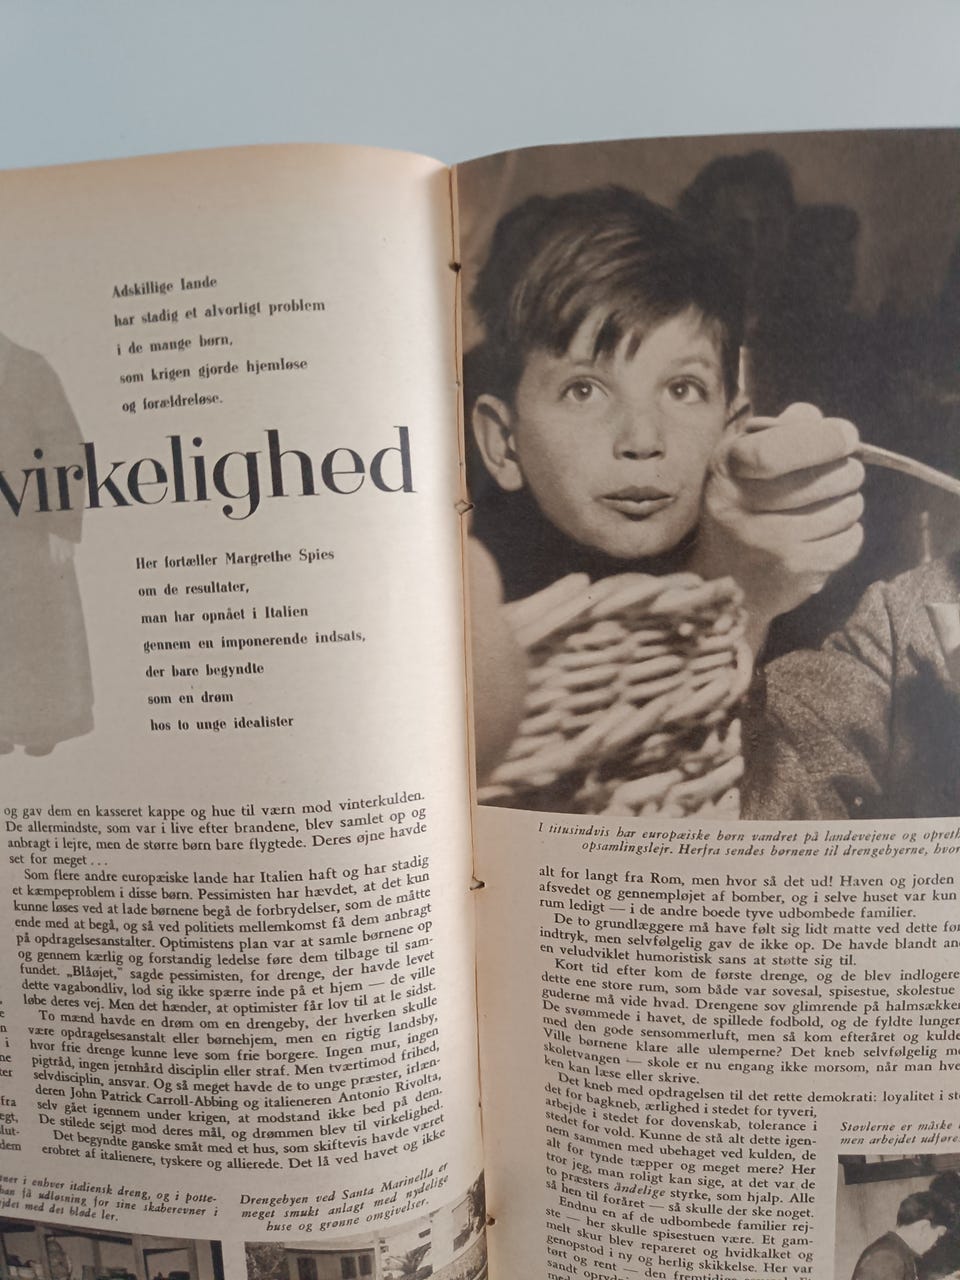 Adskillige lande
har stadig et alvorligt problem
i de mange børn,
som krigen gjorde hjemløse
og forældreløse.
virkelighed
Her fortæller Margrethe Spies
om de resultater,
man har opnået i Italien
gennem en imponerende indsats,
der bare begyndte
som en drøm
hos to unge idealister
og gav dem en kasseret kappe og hue til værn mod vinterkulden.
De allermindste, som var i live efter brandene, blev samlet op og
anbragt i lejre, men de større børn bare flygtede. Deres øjne havde
set for meget . . .
Som flere andre europæiske lande har Italien haft og har stadig
et kæmpeproblem i disse børn. Pessimisten har hævdet, at det kun
kunne løses ved at lade børnene begå de forbrydelser, som de måtte
ende med at begå, og så ved politiets mellemkomst få dem anbragt
på opdragelsesanstalter. Optimistens plan var at samle børnene op
og gennem kærlig og forstandig ledelse føre dem tilbage til sam-
fundet. „Blåøjet,“ sagde pessimisten, for drenge, der havde levet
dette vagabondliv, lod sig ikke spærre inde på et hjem — de ville
løbe deres vej. Men det hænder, at optimister får lov til at le sidst.
To mænd havde en drøm om en drengeby, der hverken skulle
være opdragelsesanstalt eller børnehjem, men en rigtig landsby,
hvor frie drenge kunne leve som frie borgere. Ingen mur, ingen
pigtråd, ingen jernhård disciplin eller straf. Men tværtimod frihed,
selvdisciplin, ansvar. Og så meget havde de to unge præster, irlæn-
deren John Patrick Carroll-Abbing og italieneren Antonio Rivolta,
selv gået igennem under krigen, at modstand ikke bed på dem.
De stilede sejgt mod deres mål, og drømmen blev til virkelighed.
Det begyndte ganske småt med et hus, som skiftevis havde været
erobret af italienere, tyskere og allierede. Det lå ved havet og ikke
i enhver italiensk dreng, og i potte-
kan få udløsning for sine skaberevner i
med det bløde ler.
Drengebyen ved Santa Marinella er
meget smukt anlagt med nydelige
huse og grønne omgivelser.
I titusindvis har europæiske børn vandret på landevejene og
opsamlingslejr. Herfra sendes børnene til drengebyerne,
alt for langt fra Rom, men hvor så det ud! Haven og jorden
afsvedet og gennempløjet af bomber, og i selve huset var kun
rum ledigt — i de andre boede tyve udbombede familier.
De to grundlæggere må have følt sig lidt matte ved dette
indtryk, men selvfølgelig gav de ikke op. De havde blandt
en veludviklet humoristisk sans at støtte sig til.
Kort tid efter kom de første drenge, og de blev indlogere
dette ene store rum, som både var sovesal, spisestue, skolestue
guderne må vide hvad. Drengene sov glimrende på halmsække
De svømmede i havet, de spillede fodbold, og de fyldte lunger
med den gode sensommerluft, men så kom efteråret og kulde
Ville børnene klare alle ulemperne? Det kneb selvfølgelig
skoletvangen — skole er nu engang ikke morsom, når man
ken kan læse eller skrive.
Det kneb med opdragelsen til det rette demokrati: loyalitet i
det for bagkneb, ærlighed i stedet for tyveri,
arbejde i stedet for dovenskab, tolerance i
stedet for vold. Kunne de stå alt dette igen-
nem sammen med ubehaget ved kulden, de
alt for tynde tæpper og meget mere? Her
tror jeg, man roligt kan sige, at det var de
to præsters åndelige styrke, som hjalp. Alle
så hen til foråret — så skulle der ske noget.
Endnu en af de udbombede familier rej-
ste — her skulle spisestuen være. Et gam-
melt skur blev repareret og hvidkalket og
genopstod i ny og herlig skikkelse. Her var
tørt og rent — den
sandt
Støvlerne er måske
men arbejdet